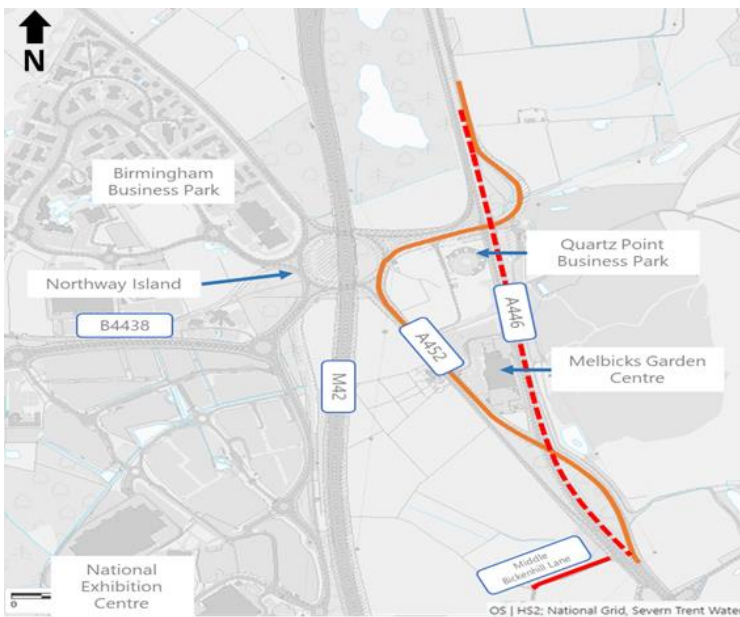 N
Birmingham
Business Park
Quartz Point
Business Park
Northway Island
A446
B4438
A452
Melbicks Garden
Centre
M42
Middle
Bickenhill Lane
National
Exhibition
Centre
0
OS | HS2; National Grid, Severn Trent Water